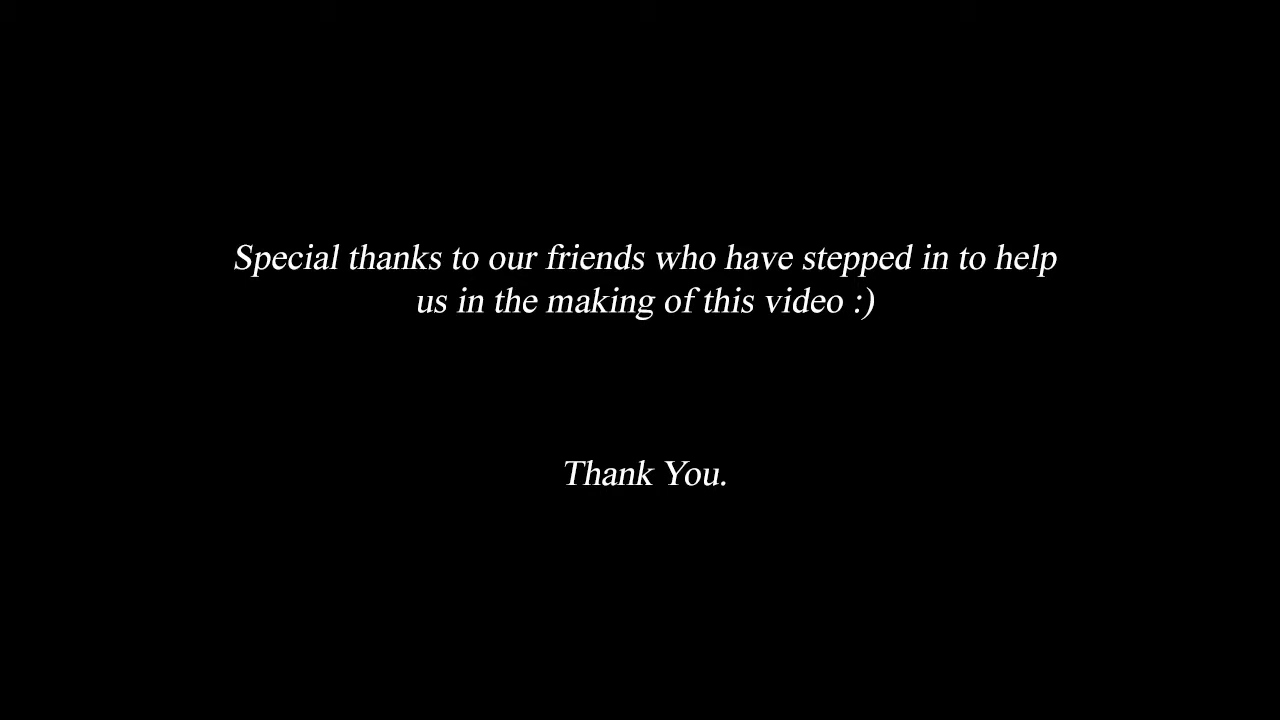 Special thanks to our friends who have stepped in to help
us in the making of this video :)
Thank You.